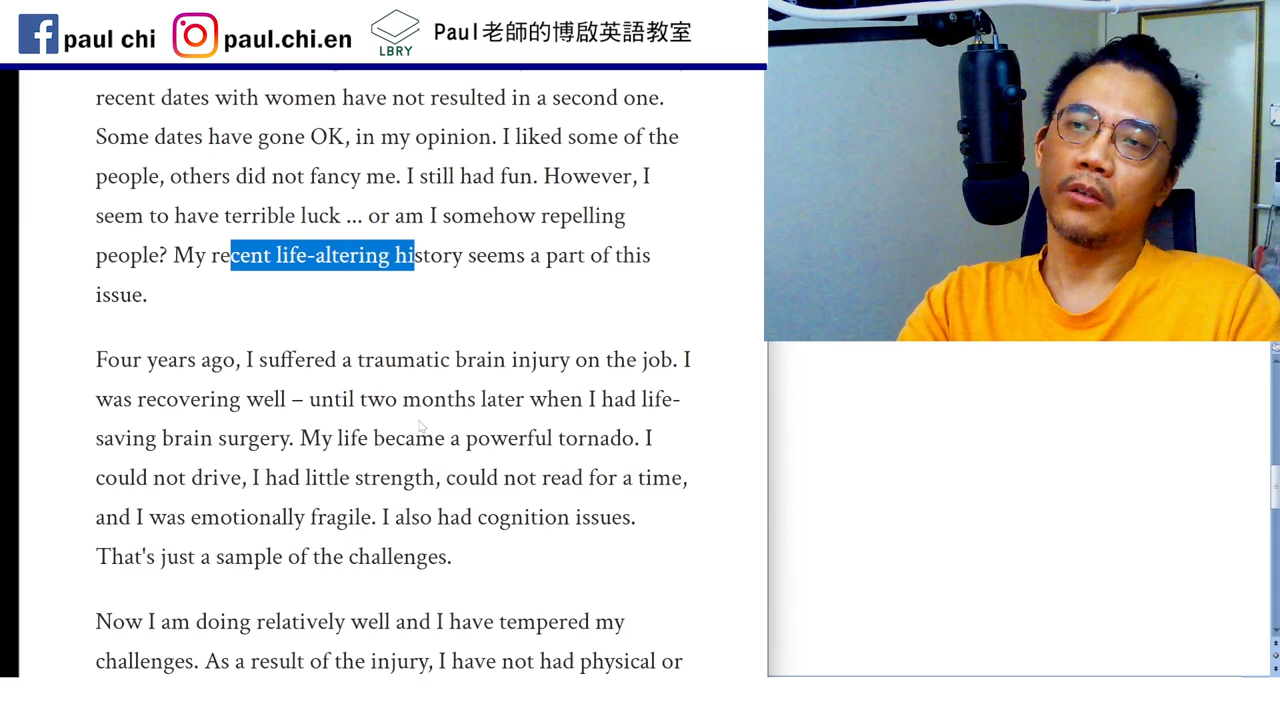 paul chi
paul.chi.en
LBRY
Paul老師的博啟英語教室
recent dates with women have not resulted in a second one.
Some dates have gone OK, in my opinion. I liked some of the
people, others did not fancy me. I still had fun. However, I
seem to have terrible luck ... or am I somehow repelling
people? My recent life-altering history seems a part of this
issue.
Four years ago, I suffered a traumatic brain injury on the job. I
was recovering well – until two months later when I had life-
saving brain surgery. My life became a powerful tornado. I
could not drive, I had little strength, could not read for a time,
and I was emotionally fragile. I also had cognition issues.
That's just a sample of the challenges.
Now I am doing relatively well and I have tempered my
challenges. As a result of the injury, I have not had physical or